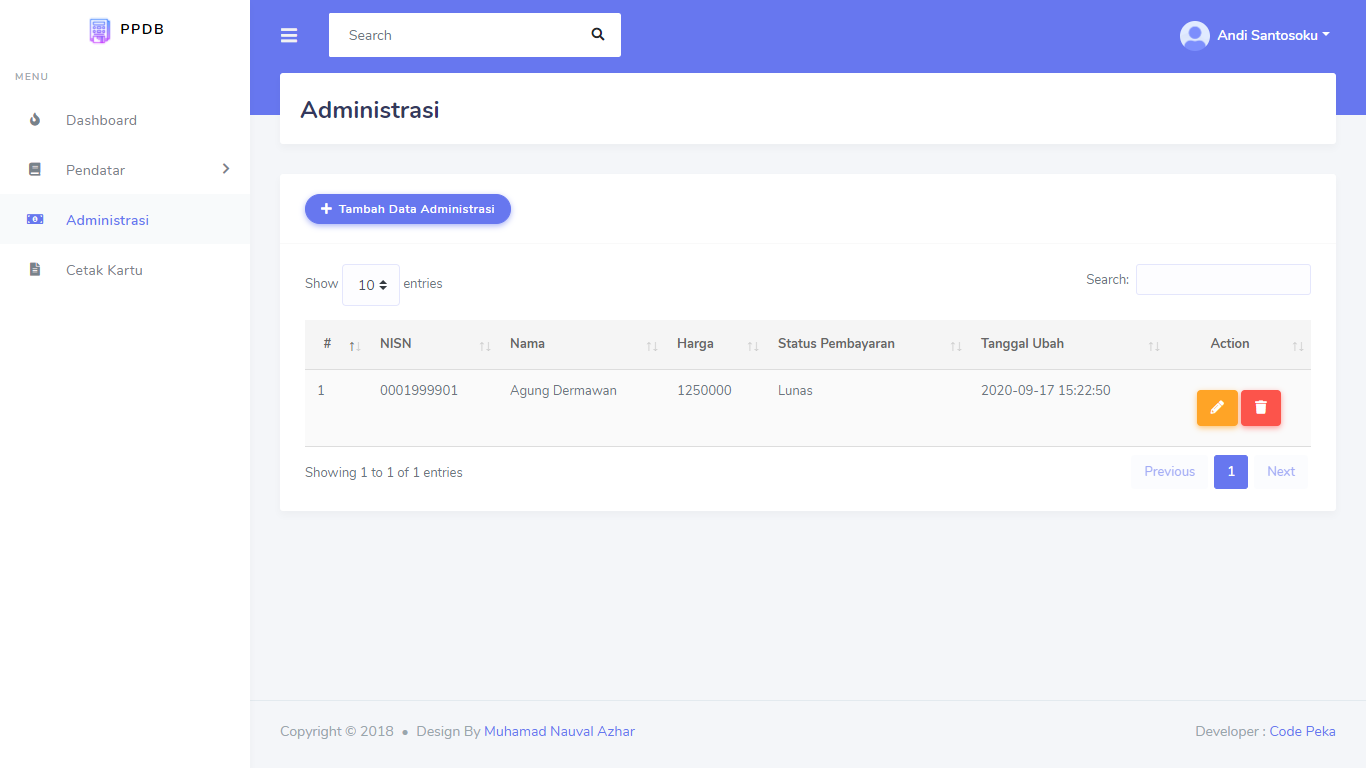 PPDB
Search
Andi Santosoku
MENU
Dashboard
Pendatar
Administrasi
Cetak Kartu
Administrasi
Tambah Data Administrasi
Show 10 entries
Search:
# NISN Nama Harga Status Pembayaran Tanggal Ubah Action
1 0001999901 Agung Dermawan 1250000 Lunas 2020-09-17 15:22:50
Showing 1 to 1 of 1 entries
Previous 1 Next
Copyright © 2018 • Design By Muhamad Nauval Azhar
Developer : Code Peka